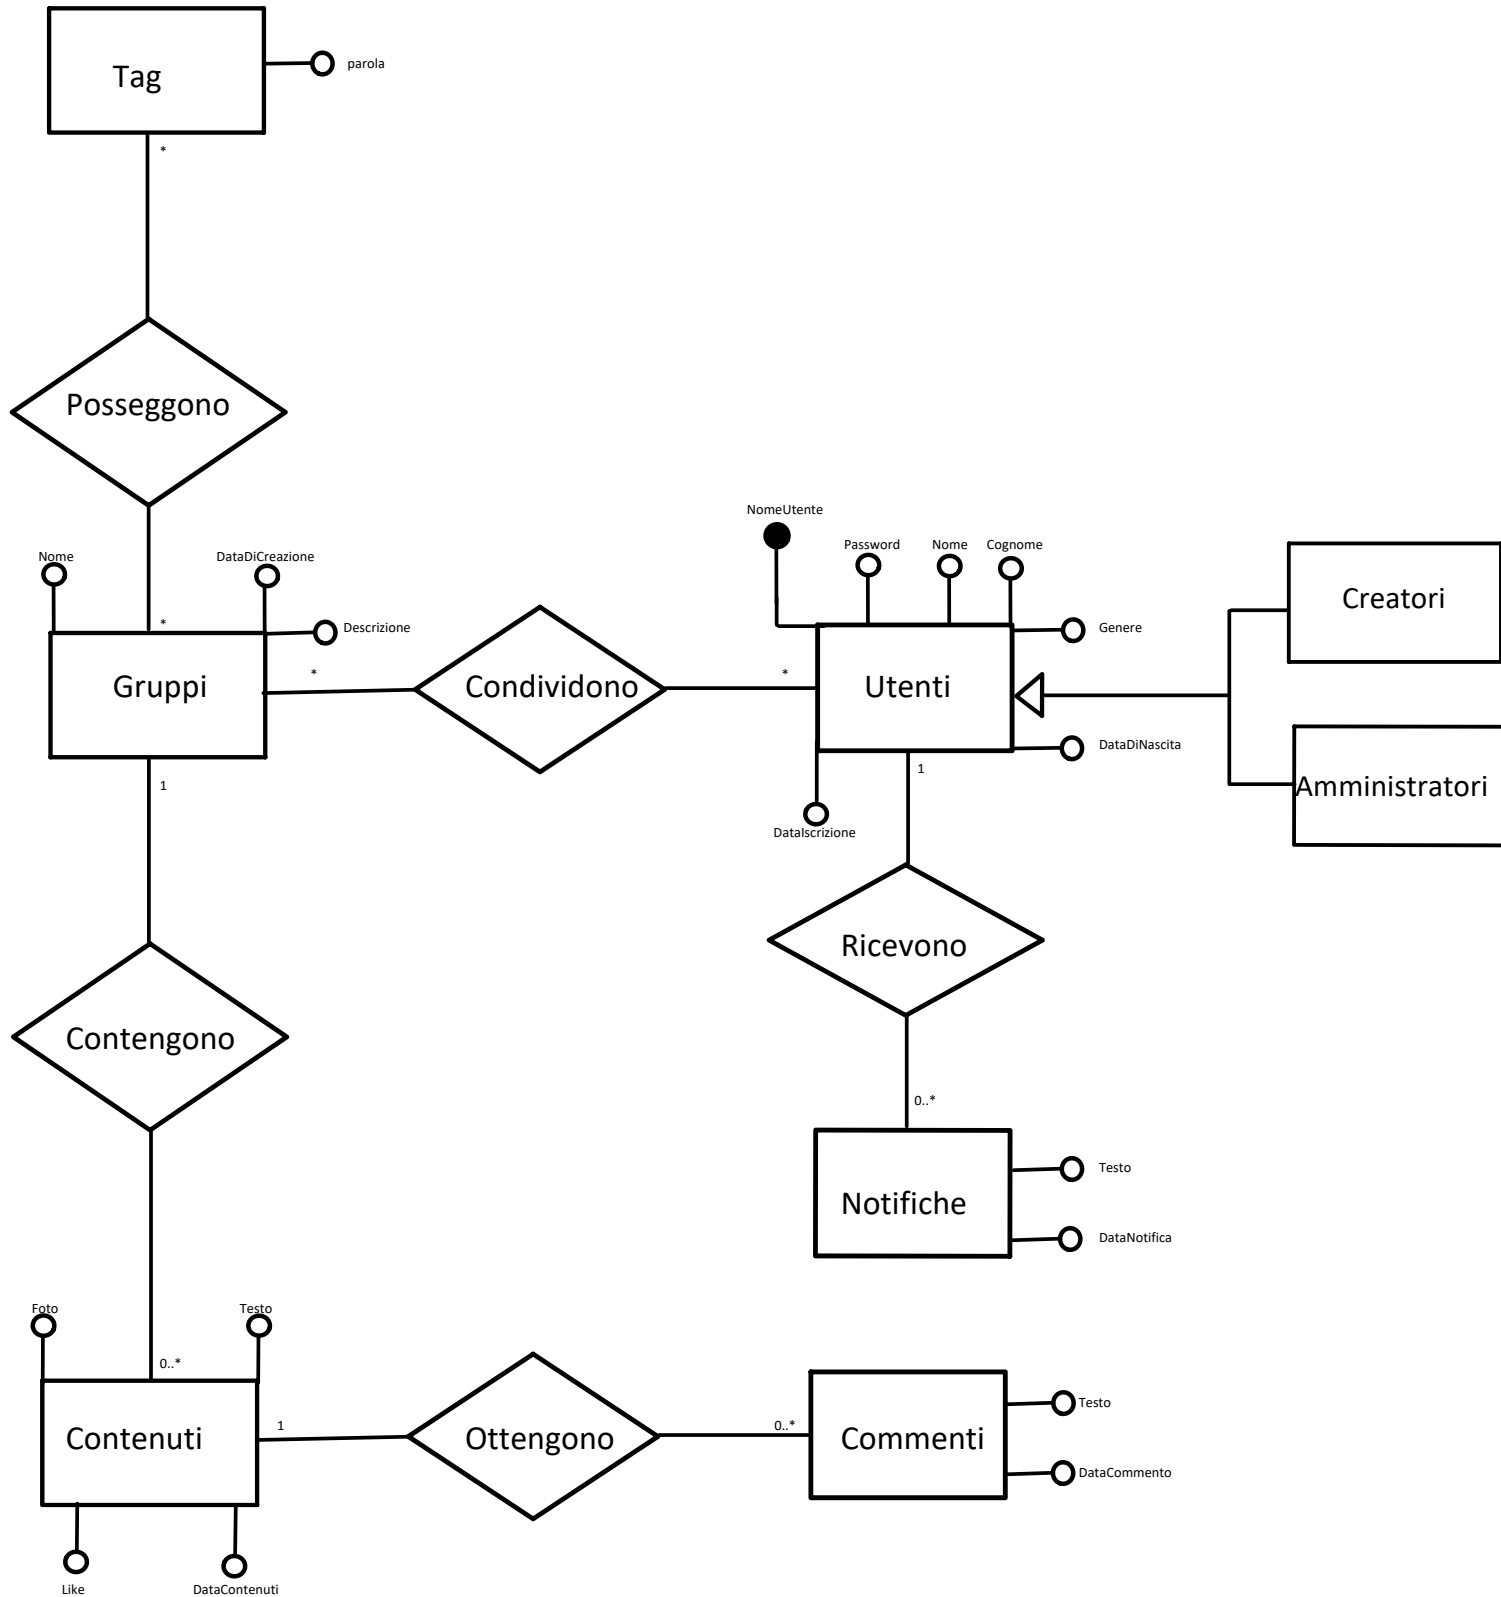 Tag
parola
*
Posseggono
*
Nome
DataDiCreazione
Descrizione
Gruppi
*
Condividono
*
NomeUtente
Password
Nome
Cognome
Genere
Utenti
DataDiNascita
DataIscrizione
Creatori
Amministratori
1
1
Ricevono
Contengono
0..*
Notifiche
Testo
DataNotifica
Foto
Testo
0..*
Contenuti
1
Ottengono
0..*
Commenti
Testo
DataCommento
Like
DataContenuti